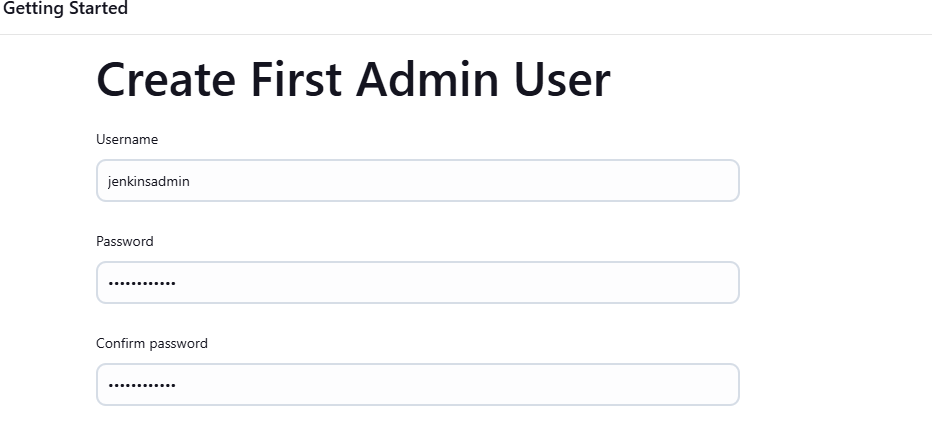 Getting Started
Create First Admin User
Username
jenkinsadmin
Password
••••••••••••
Confirm password
••••••••••••